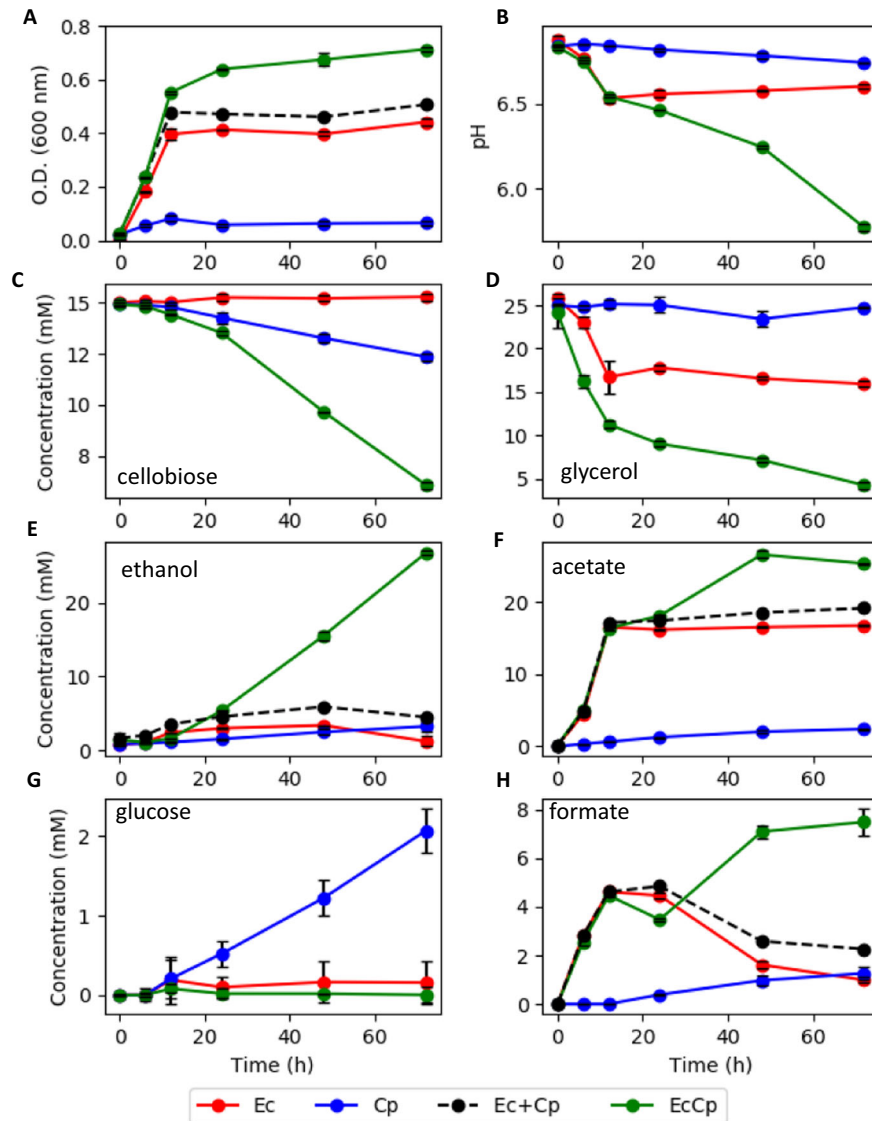 A
B
0.8
0.6
0.4
0.2
0.0
O.D. (600 nm)
0
20
40
60
6.5
6.0
pH
0
20
40
60
C
D
15
12
10
8
Concentration (mM)
cellobiose
0
20
40
60
25
20
15
10
5
glycerol
0
20
40
60
E
F
20
10
0
Concentration (mM)
ethanol
0
20
40
60
20
10
0
acetate
0
20
40
60
G
H
2
1
0
Concentration (mM)
glucose
0
20
40
60
Time (h)
8
6
4
2
0
formate
0
20
40
60
Time (h)
Ec Cp Ec+Cp EcCp